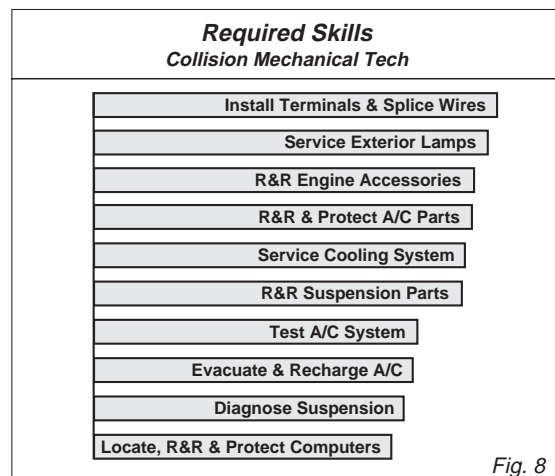 Required Skills
Collision Mechanical Tech
Install Terminals & Splice Wires
Service Exterior Lamps
R&R Engine Accessories
R&R & Protect A/C Parts
Service Cooling System
R&R Suspension Parts
Test A/C System
Evacuate & Recharge A/C
Diagnose Suspension
Locate, R&R & Protect Computers
Fig. 8